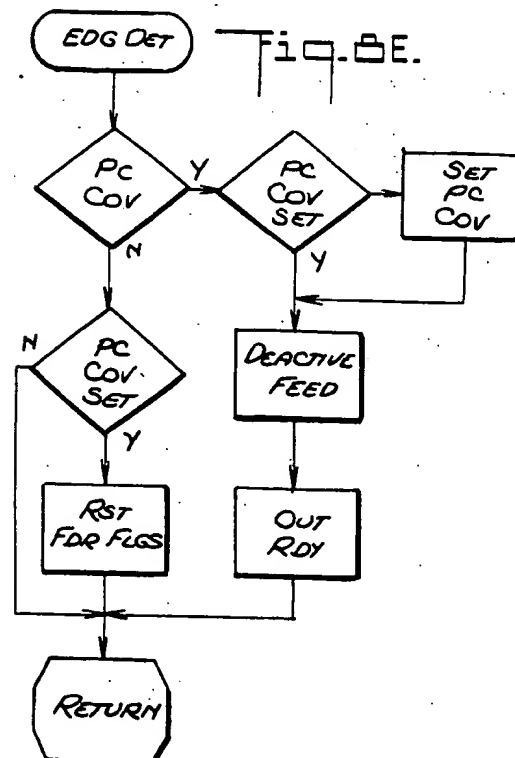 EDG DET
Fig. 8E.
PC
COV
Y
PC
COV
SET
SET
PC
COV
N
Y
N
PC
COV
SET
Y
DEACTIVE
FEED
RST
FDR FLGS
OUT
RDY
RETURN